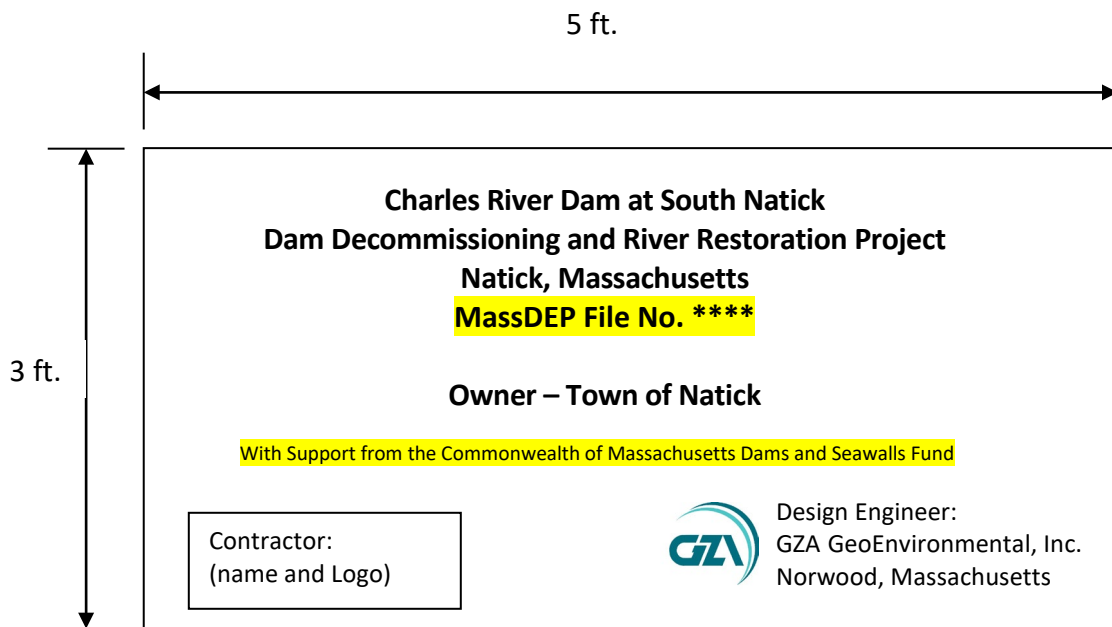 5 ft.
Charles River Dam at South Natick
Dam Decommissioning and River Restoration Project
Natick, Massachusetts
MassDEP File No. ****
3 ft.
Owner – Town of Natick
With Support from the Commonwealth of Massachusetts Dams and Seawalls Fund
Contractor:
(name and Logo)
GZA
Design Engineer:
GZA GeoEnvironmental, Inc.
Norwood, Massachusetts